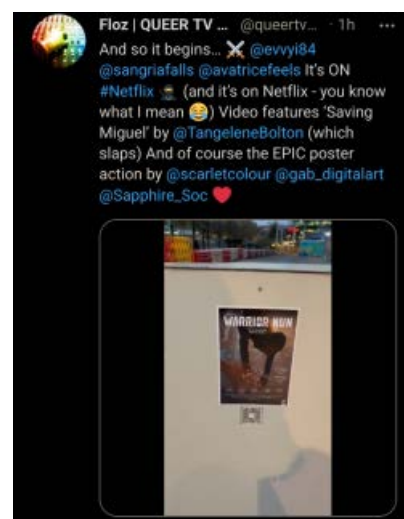 Floz | QUEER TV ... @queertv... · 1h
And so it begins... ⚔️ @evvyi84
@sangriafalls @avatricefeels It's ON
#Netflix 🥷 (and it's on Netflix - you know
what I mean 😂) Video features 'Saving
Miguel' by @TangeleneBolton (which
slaps) And of course the EPIC poster
action by @scarletcolour @gab_digitalart
@Sapphire_Soc ❤️
WARRIOR NUN